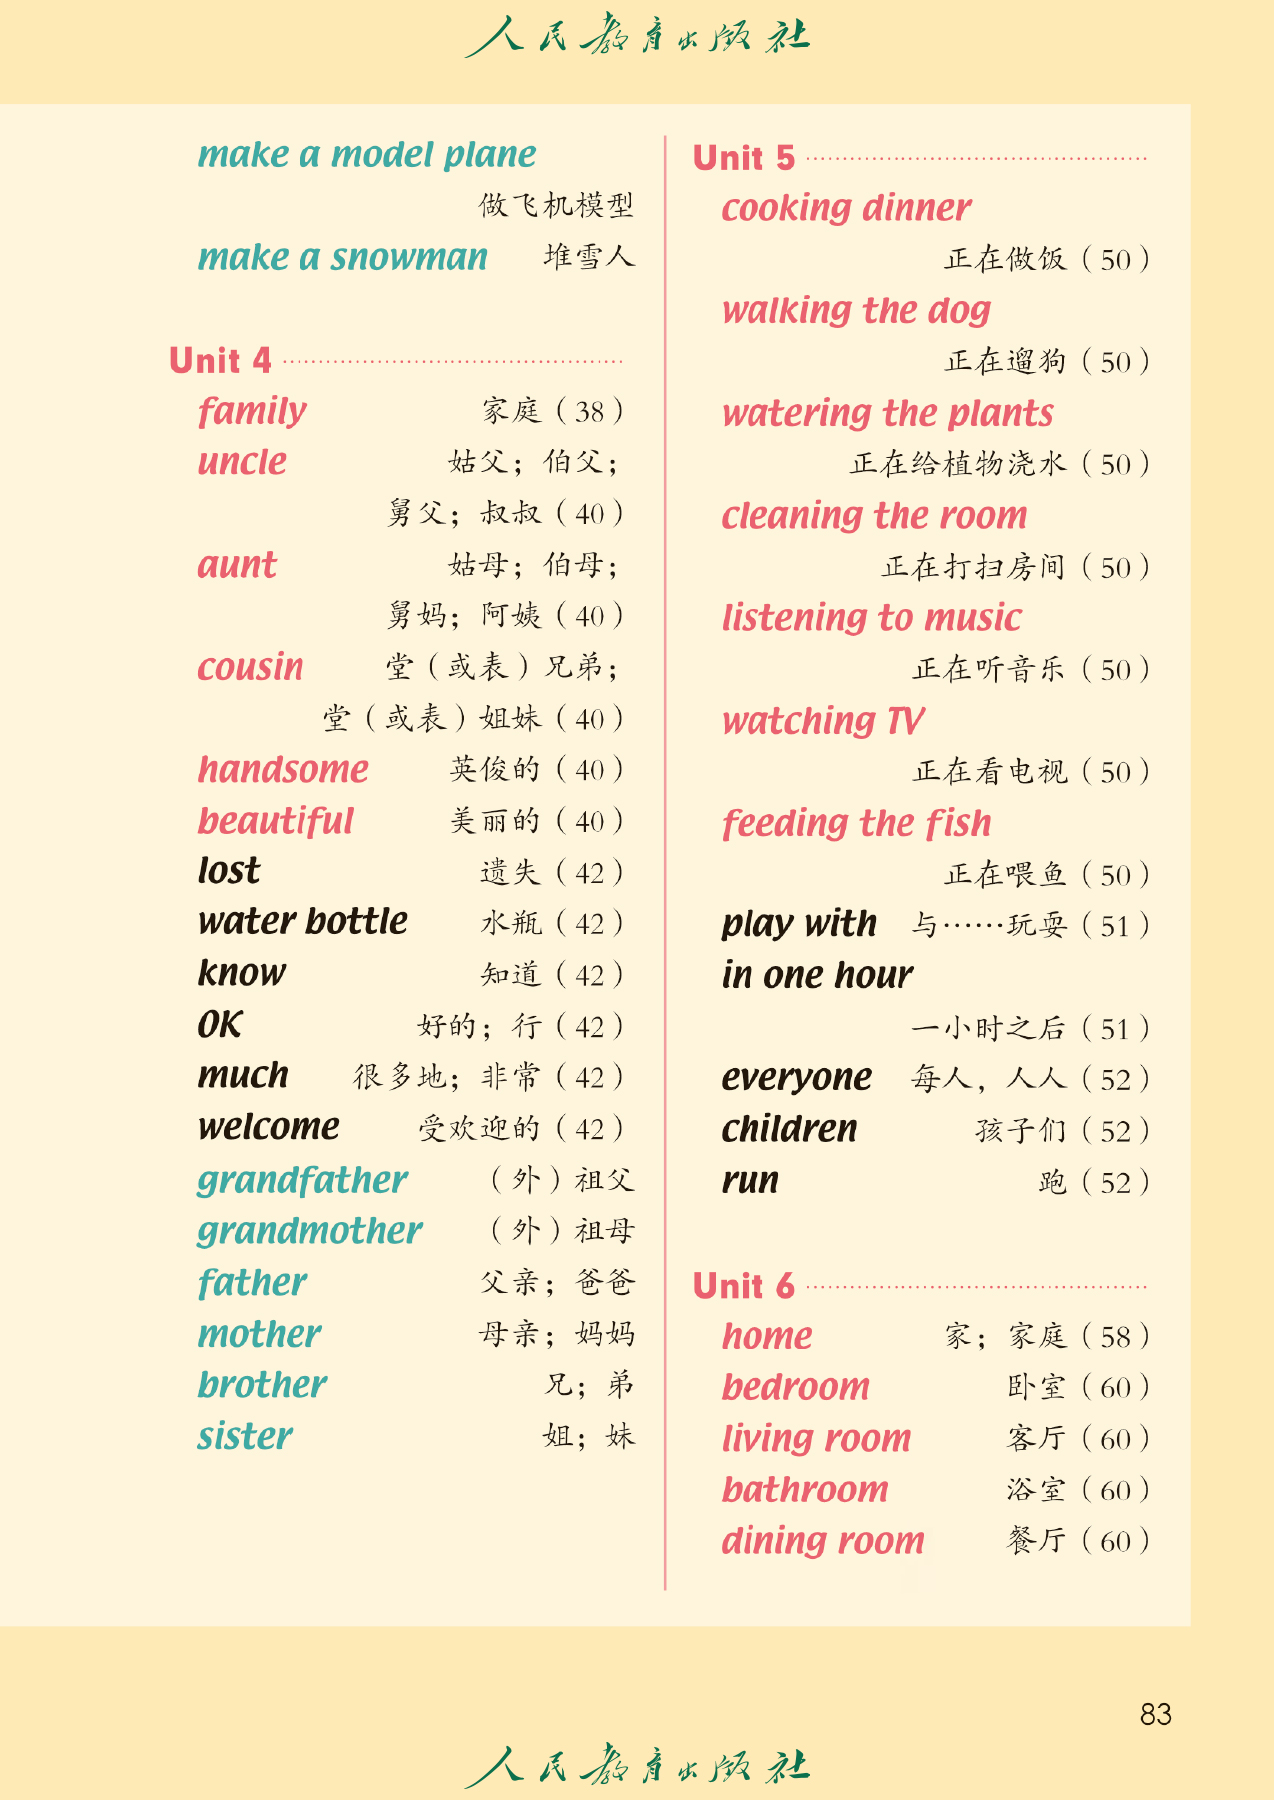 人民教育出版社
make a model plane
做飞机模型
make a snowman 堆雪人
Unit 4
family 家庭（38）
uncle 姑父；伯父；
舅父；叔叔（40）
aunt 姑母；伯母；
舅妈；阿姨（40）
cousin 堂（或表）兄弟；
堂（或表）姐妹（40）
handsome 英俊的（40）
beautiful 美丽的（40）
lost 遗失（42）
water bottle 水瓶（42）
know 知道（42）
OK 好的；行（42）
much 很多地；非常（42）
welcome 受欢迎的（42）
grandfather （外）祖父
grandmother （外）祖母
father 父亲；爸爸
mother 母亲；妈妈
brother 兄；弟
sister 姐；妹
Unit 5
cooking dinner
正在做饭（50）
walking the dog
正在遛狗（50）
watering the plants
正在给植物浇水（50）
cleaning the room
正在打扫房间（50）
listening to music
正在听音乐（50）
watching TV
正在看电视（50）
feeding the fish
正在喂鱼（50）
play with 与……玩耍（51）
in one hour
一小时之后（51）
everyone 每人，人人（52）
children 孩子们（52）
run 跑（52）
Unit 6
home 家；家庭（58）
bedroom 卧室（60）
living room 客厅（60）
bathroom 浴室（60）
dining room 餐厅（60）
83
人民教育出版社